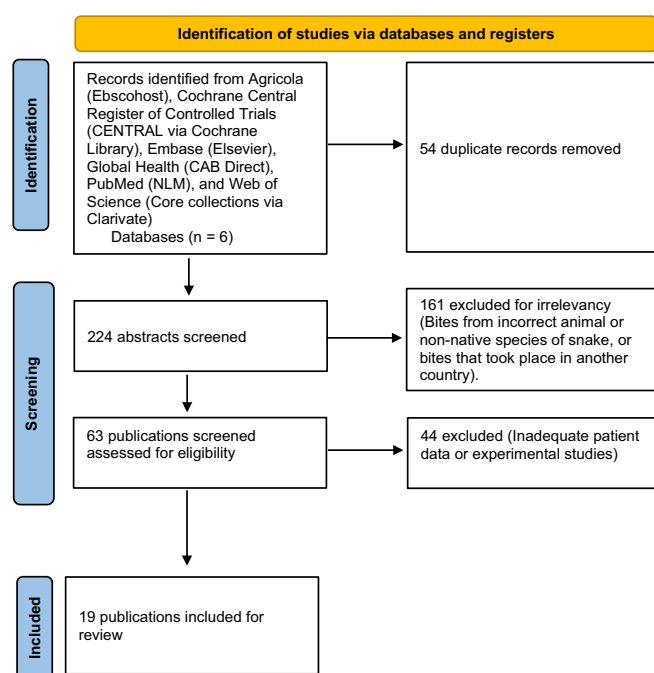 Identification of studies via databases and registers
Identification
Records identified from Agricola
(Ebscohost), Cochrane Central
Register of Controlled Trials
(CENTRAL via Cochrane
Library), Embase (Elsevier),
Global Health (CAB Direct),
PubMed (NLM), and Web of
Science (Core collections via
Clarivate)
Databases (n = 6)
54 duplicate records removed
Screening
224 abstracts screened
161 excluded for irrelevancy
(Bites from incorrect animal or
non-native species of snake, or
bites that took place in another
country).
63 publications screened
assessed for eligibility
44 excluded (Inadequate patient
data or experimental studies)
Included
19 publications included for
review